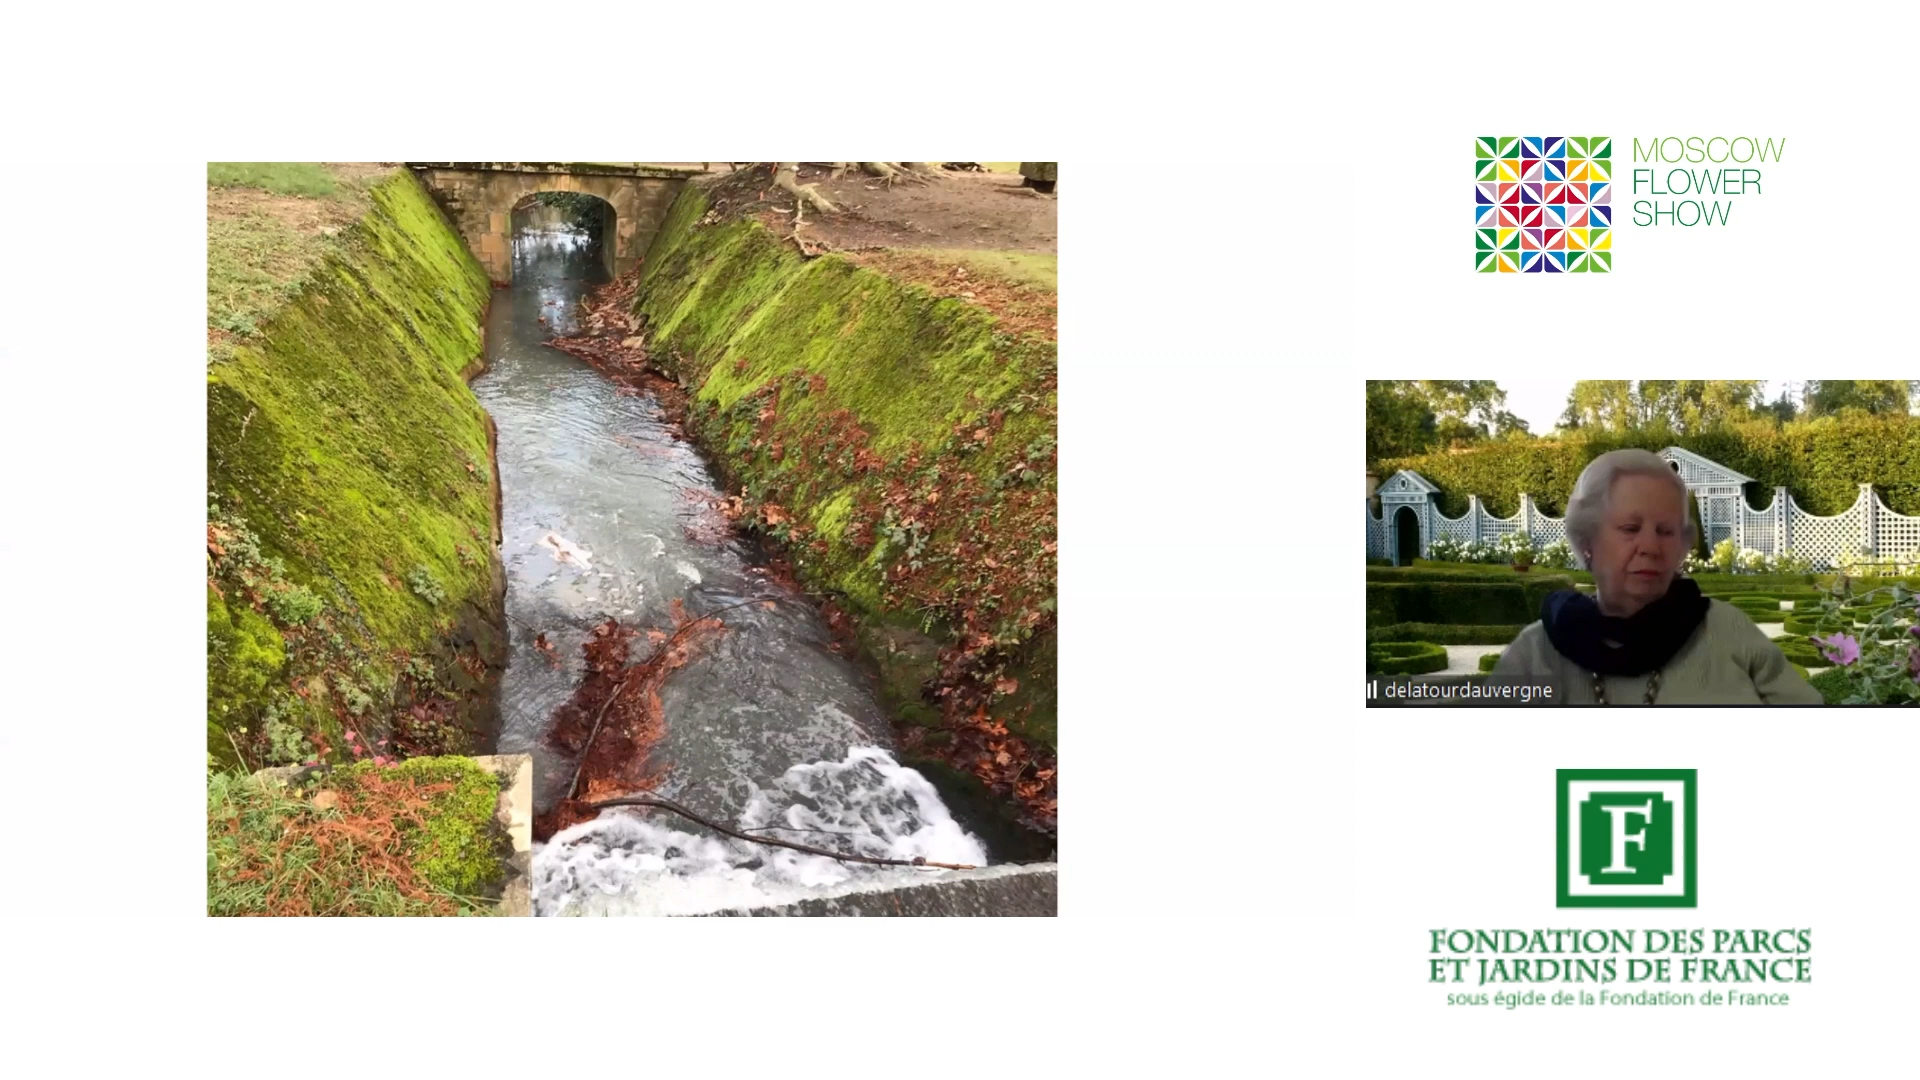 MOSCOW
FLOWER
SHOW
delatourdauvergne
F
FONDATION DES PARCS
ET JARDINS DE FRANCE
sous égide de la Fondation de France